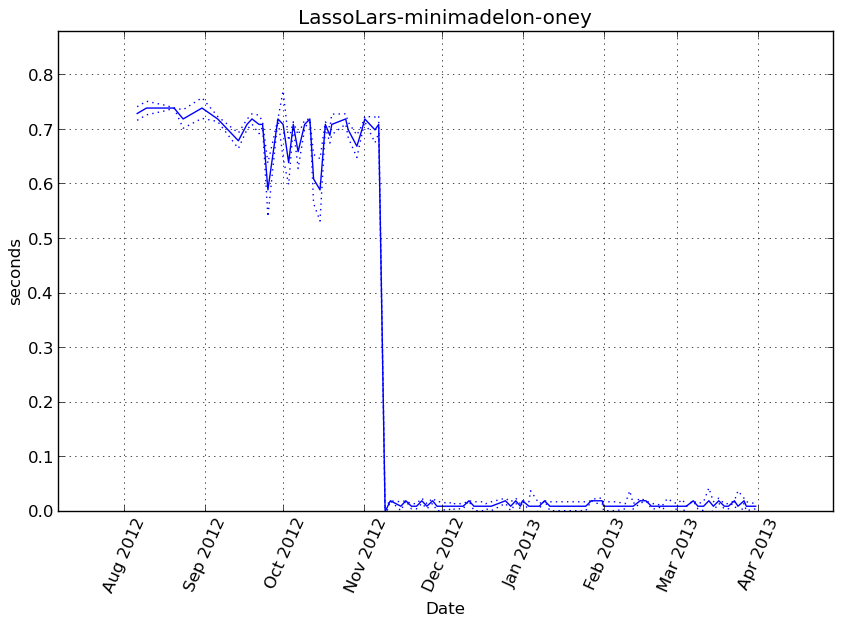 LassoLars-minimadelon-oney
0.8
0.7
0.6
0.5
0.4
0.3
0.2
0.1
0.0
seconds
Aug 2012
Sep 2012
Oct 2012
Nov 2012
Dec 2012
Jan 2013
Feb 2013
Mar 2013
Apr 2013
Date